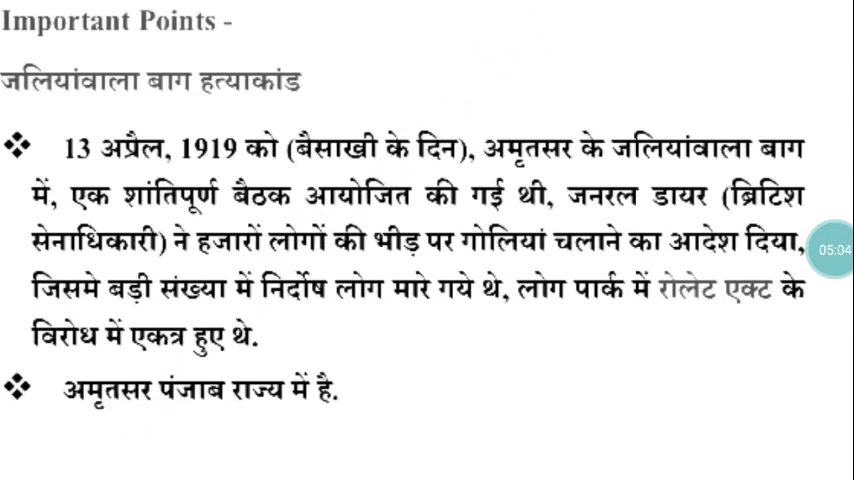 Important Points -
जलियांवाला बाग हत्याकांड
❖ 13 अप्रैल, 1919 को (बैसाखी के दिन), अमृतसर के जलियांवाला बाग
में, एक शांतिपूर्ण बैठक आयोजित की गई थी, जनरल डायर (ब्रिटिश
सेनाधिकारी) ने हजारों लोगों की भीड़ पर गोलियां चलाने का आदेश दिया,
जिसमे बड़ी संख्या में निर्दोष लोग मारे गये थे, लोग पार्क में रोलेट एक्ट के
विरोध में एकत्र हुए थे.
❖ अमृतसर पंजाब राज्य में है.
05:04